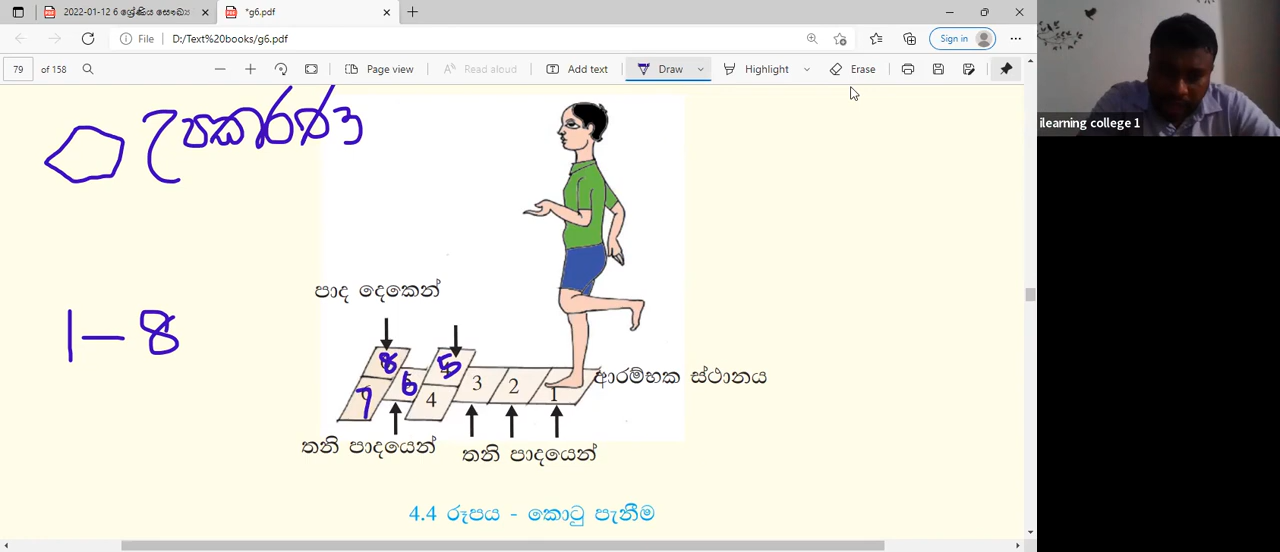 2022-01-12 6 ශ්‍රේණිය සෞඛ්‍ය
*g6.pdf
File D:/Text%20books/g6.pdf
Sign in
79 of 158
Page view
Read aloud
Add text
Draw
Highlight
Erase
ilearning college 1
උපකරණ
පාද දෙකෙන්
1-8
8 5
7 6 4 3 2 1
ආරම්භක ස්ථානය
තනි පාදයෙන් තනි පාදයෙන්
4.4 රූපය - කොටු පැනීම